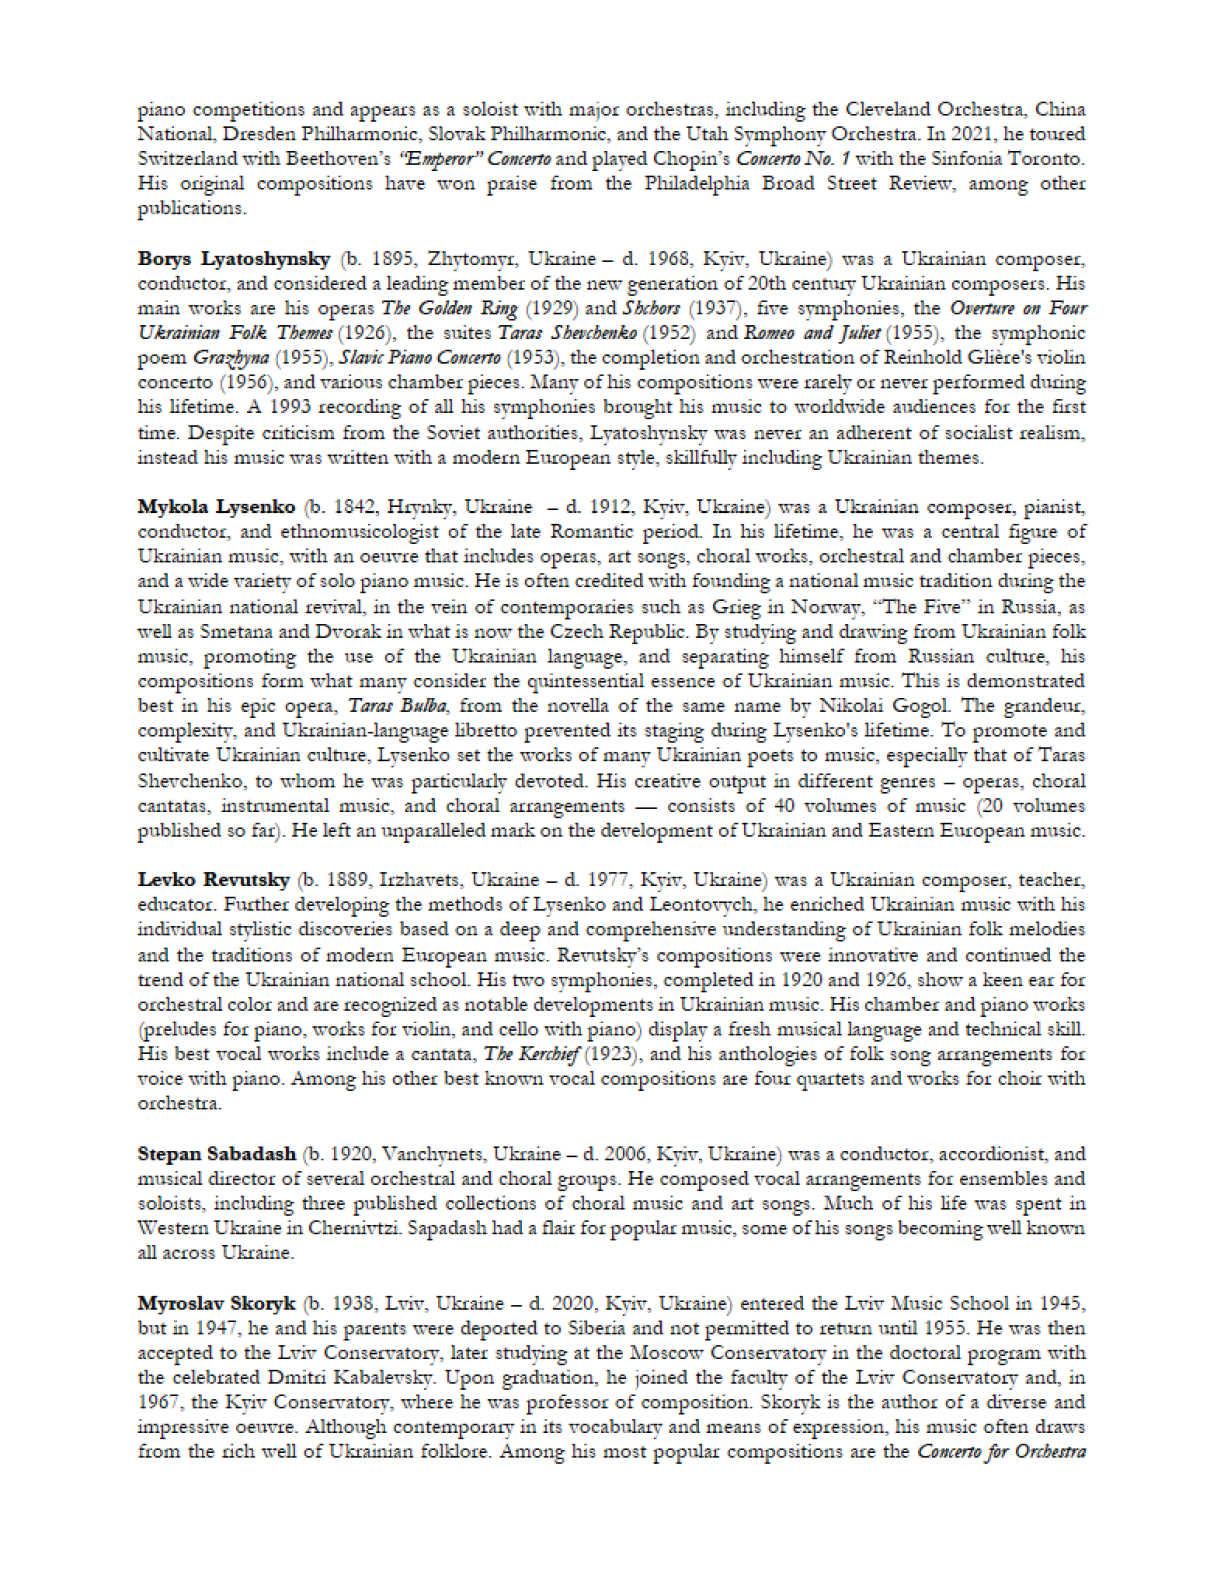 piano competitions and appears as a soloist with major orchestras, including the Cleveland Orchestra, China
National, Dresden Philharmonic, Slovak Philharmonic, and the Utah Symphony Orchestra. In 2021, he toured
Switzerland with Beethoven’s “Emperor” Concerto and played Chopin’s Concerto No. 1 with the Sinfonia Toronto.
His original compositions have won praise from the Philadelphia Broad Street Review, among other
publications.
Borys Lyatoshynsky (b. 1895, Zhytomyr, Ukraine – d. 1968, Kyiv, Ukraine) was a Ukrainian composer,
conductor, and considered a leading member of the new generation of 20th century Ukrainian composers. His
main works are his operas The Golden Ring (1929) and Shchors (1937), five symphonies, the Overture on Four
Ukrainian Folk Themes (1926), the suites Taras Shevchenko (1952) and Romeo and Juliet (1955), the symphonic
poem Grazhyna (1955), Slavic Piano Concerto (1953), the completion and orchestration of Reinhold Glière's violin
concerto (1956), and various chamber pieces. Many of his compositions were rarely or never performed during
his lifetime. A 1993 recording of all his symphonies brought his music to worldwide audiences for the first
time. Despite criticism from the Soviet authorities, Lyatoshynsky was never an adherent of socialist realism,
instead his music was written with a modern European style, skillfully including Ukrainian themes.
Mykola Lysenko (b. 1842, Hrynky, Ukraine – d. 1912, Kyiv, Ukraine) was a Ukrainian composer, pianist,
conductor, and ethnomusicologist of the late Romantic period. In his lifetime, he was a central figure of
Ukrainian music, with an oeuvre that includes operas, art songs, choral works, orchestral and chamber pieces,
and a wide variety of solo piano music. He is often credited with founding a national music tradition during the
Ukrainian national revival, in the vein of contemporaries such as Grieg in Norway, “The Five” in Russia, as
well as Smetana and Dvorak in what is now the Czech Republic. By studying and drawing from Ukrainian folk
music, promoting the use of the Ukrainian language, and separating himself from Russian culture, his
compositions form what many consider the quintessential essence of Ukrainian music. This is demonstrated
best in his epic opera, Taras Bulba, from the novella of the same name by Nikolai Gogol. The grandeur,
complexity, and Ukrainian-language libretto prevented its staging during Lysenko's lifetime. To promote and
cultivate Ukrainian culture, Lysenko set the works of many Ukrainian poets to music, especially that of Taras
Shevchenko, to whom he was particularly devoted. His creative output in different genres – operas, choral
cantatas, instrumental music, and choral arrangements — consists of 40 volumes of music (20 volumes
published so far). He left an unparalleled mark on the development of Ukrainian and Eastern European music.
Levko Revutsky (b. 1889, Irzhavets, Ukraine – d. 1977, Kyiv, Ukraine) was a Ukrainian composer, teacher,
educator. Further developing the methods of Lysenko and Leontovych, he enriched Ukrainian music with his
individual stylistic discoveries based on a deep and comprehensive understanding of Ukrainian folk melodies
and the traditions of modern European music. Revutsky’s compositions were innovative and continued the
trend of the Ukrainian national school. His two symphonies, completed in 1920 and 1926, show a keen ear for
orchestral color and are recognized as notable developments in Ukrainian music. His chamber and piano works
(preludes for piano, works for violin, and cello with piano) display a fresh musical language and technical skill.
His best vocal works include a cantata, The Kerchief (1923), and his anthologies of folk song arrangements for
voice with piano. Among his other best known vocal compositions are four quartets and works for choir with
orchestra.
Stepan Sabadash (b. 1920, Vanchynets, Ukraine – d. 2006, Kyiv, Ukraine) was a conductor, accordionist, and
musical director of several orchestral and choral groups. He composed vocal arrangements for ensembles and
soloists, including three published collections of choral music and art songs. Much of his life was spent in
Western Ukraine in Chernivtzi. Sapadash had a flair for popular music, some of his songs becoming well known
all across Ukraine.
Myroslav Skoryk (b. 1938, Lviv, Ukraine – d. 2020, Kyiv, Ukraine) entered the Lviv Music School in 1945,
but in 1947, he and his parents were deported to Siberia and not permitted to return until 1955. He was then
accepted to the Lviv Conservatory, later studying at the Moscow Conservatory in the doctoral program with
the celebrated Dmitri Kabalevsky. Upon graduation, he joined the faculty of the Lviv Conservatory and, in
1967, the Kyiv Conservatory, where he was professor of composition. Skoryk is the author of a diverse and
impressive oeuvre. Although contemporary in its vocabulary and means of expression, his music often draws
from the rich well of Ukrainian folklore. Among his most popular compositions are the Concerto for Orchestra